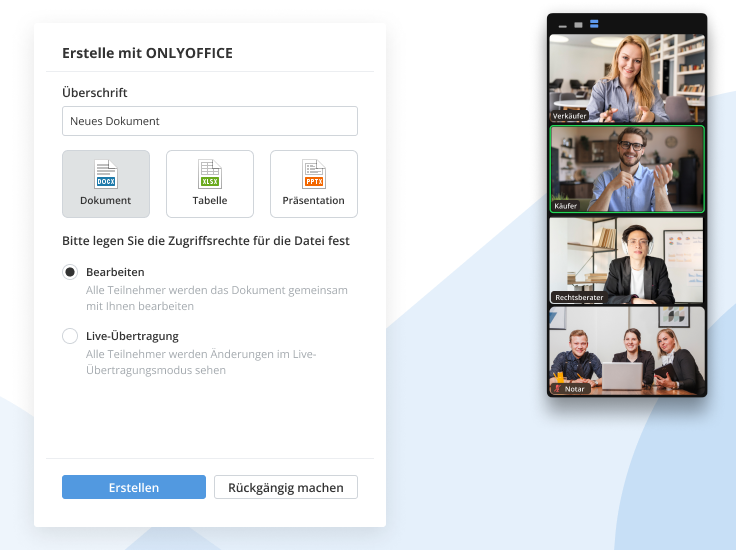 Erstelle mit ONLYOFFICE
Überschrift
Neues Dokument
DOCX
XLSX
PPTX
Dokument
Tabelle
Präsentation
Bitte legen Sie die Zugriffsrechte für die Datei fest
Bearbeiten
Alle Teilnehmer werden das Dokument gemeinsam
mit Ihnen bearbeiten
Live-Übertragung
Alle Teilnehmer werden Änderungen im Live-
Übertragungsmodus sehen
Erstellen
Rückgängig machen
Verkäufer
Käufer
Rechtsberater
Notar